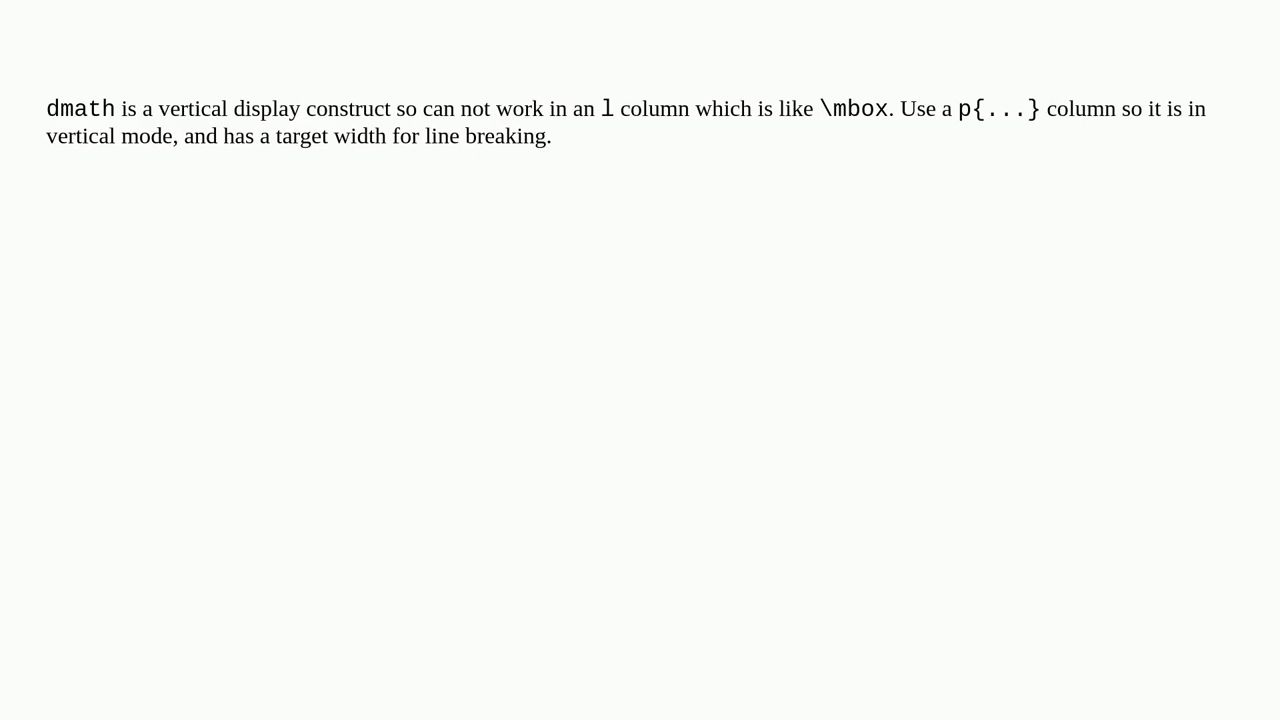 dmath is a vertical display construct so can not work in an l column which is like \mbox. Use a p{...} column so it is in
vertical mode, and has a target width for line breaking.